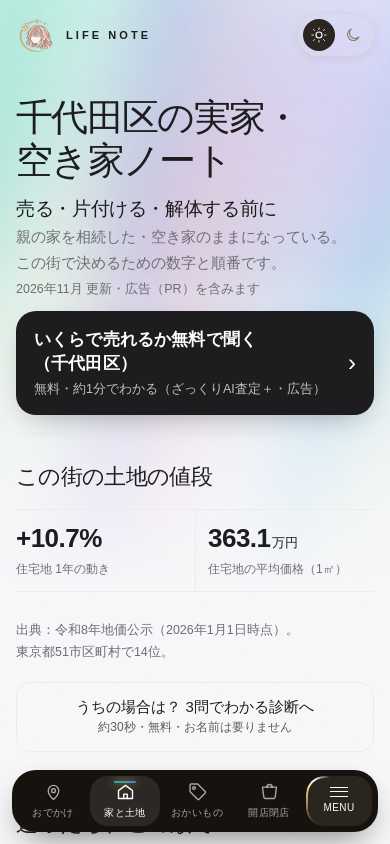 LIFE NOTE
千代田区の実家・
空き家ノート
売る・片付ける・解体する前に
親の家を相続した・空き家のままになっている。
この街で決めるための数字と順番です。
2026年11月 更新・広告（PR）を含みます
いくらで売れるか無料で聞く
（千代田区）
無料・約1分でわかる（ざっくりAI査定＋・広告）
›
この街の土地の値段
+10.7%
363.1万円
住宅地 1年の動き
住宅地の平均価格（1㎡）
出典：令和8年地価公示（2026年1月1日時点）。
東京都51市区町村で14位。
うちの場合は？ 3問でわかる診断へ
約30秒・無料・お名前は要りません
おでかけ
家と土地
おかいもの
開店閉店
MENU